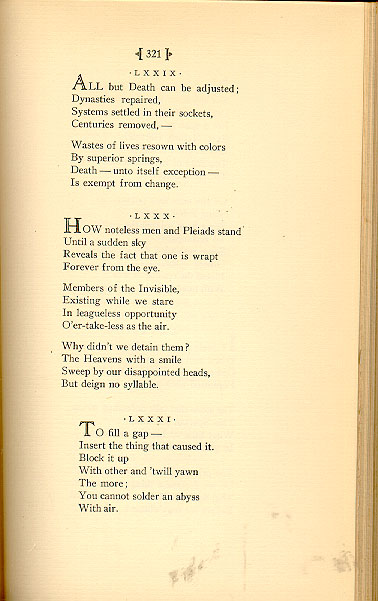 [ 321 ]
·LXXIX·
ALL but Death can be adjusted;
Dynasties repaired,
Systems settled in their sockets,
Centuries removed, —
Wastes of lives resown with colors
By superior springs,
Death — unto itself exception —
Is exempt from change.
·LXXX·
HOW noteless men and Pleiads stand
Until a sudden sky
Reveals the fact that one is wrapt
Forever from the eye.
Members of the Invisible,
Existing while we stare
In leagueless opportunity
O'er-take-less as the air.
Why didn't we detain them?
The Heavens with a smile
Sweep by our disappointed heads,
But deign no syllable.
·LXXXI·
TO fill a gap —
Insert the thing that caused it.
Block it up
With other and 'twill yawn
The more;
You cannot solder an abyss
With air.